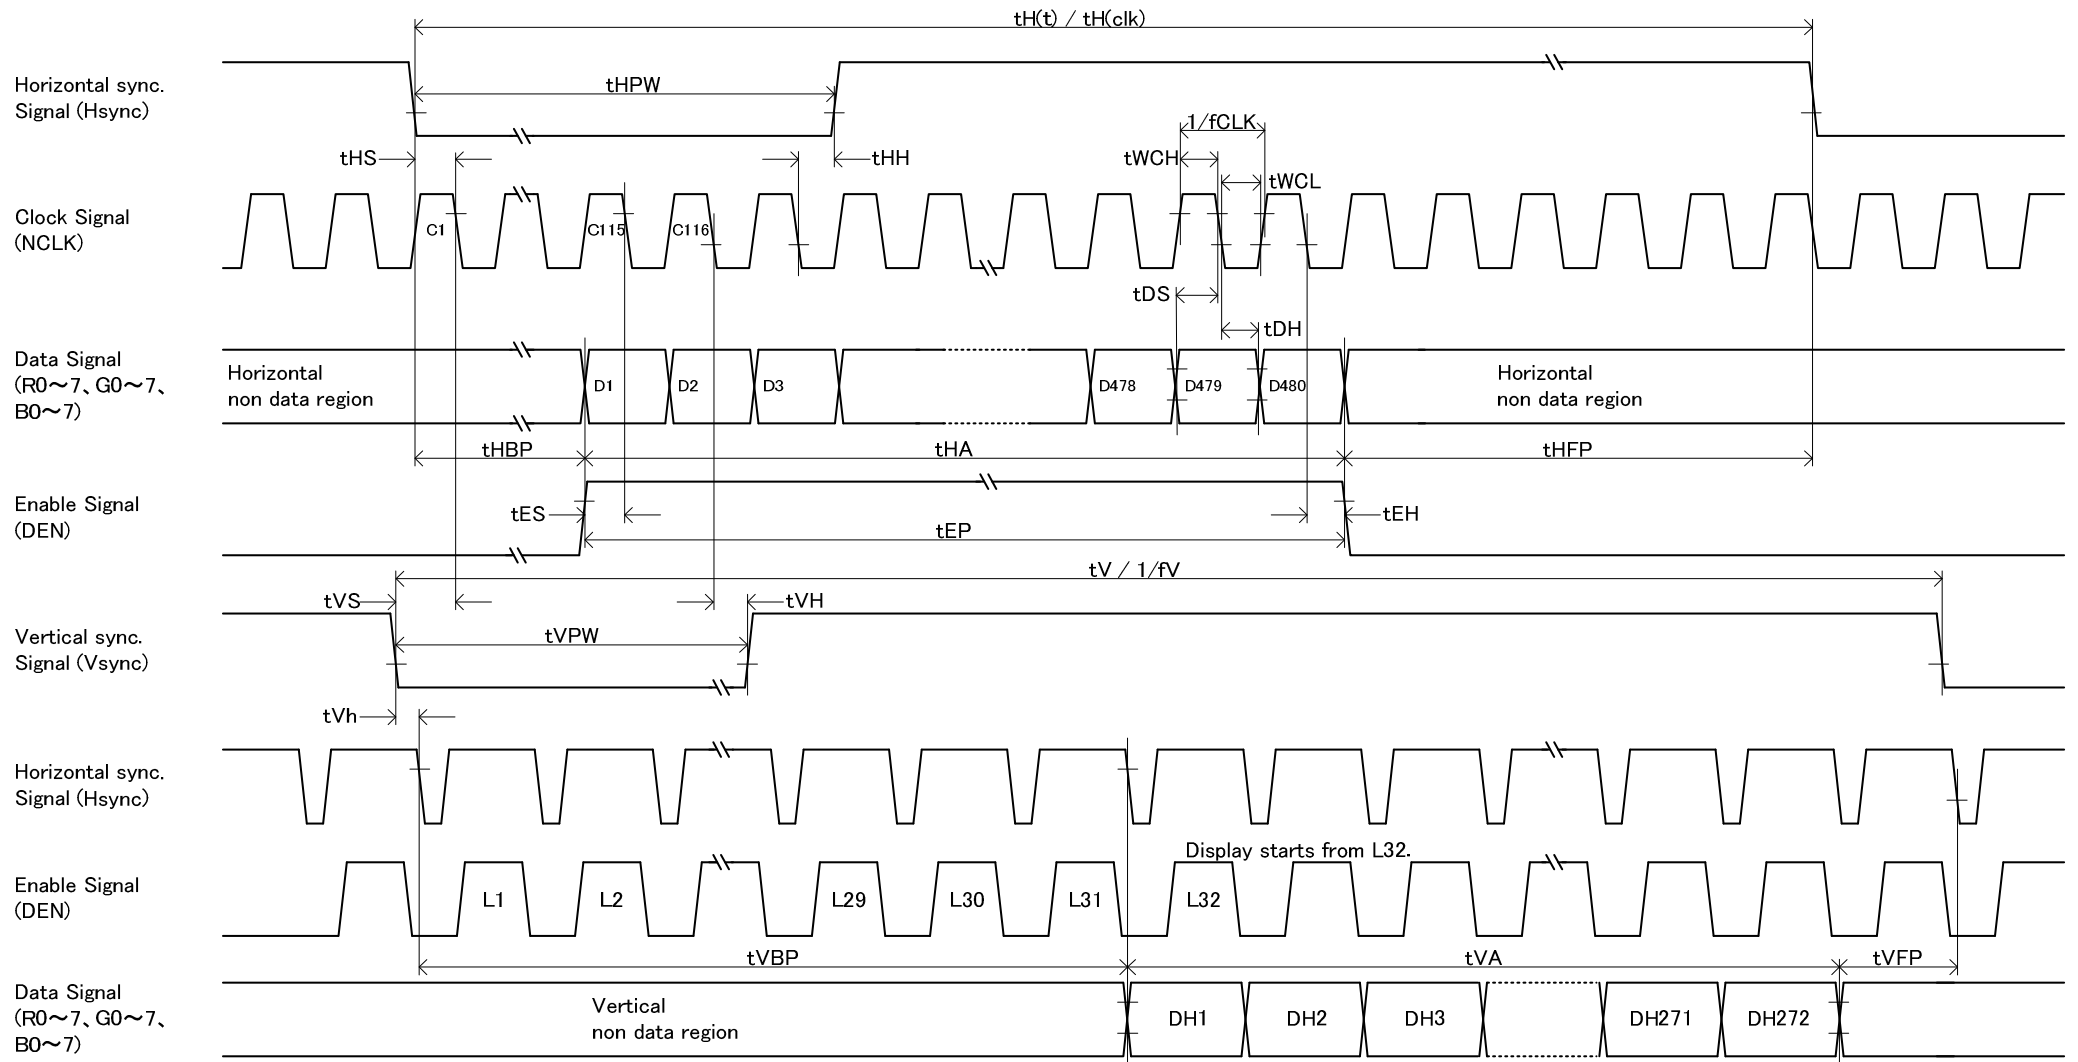 tH(t) / tH(clk)
Horizontal sync.
Signal (Hsync)
tHPW
1/fCLK
tHS
tHH
tWCH
tWCL
Clock Signal
(NCLK)
C1
C115
C116
tDS
tDH
Data Signal
(R0～7、G0～7、
B0～7)
Horizontal
non data region
D1
D2
D3
D478
D479
D480
Horizontal
non data region
tHBP
tHA
tHFP
Enable Signal
(DEN)
tES
tEP
tEH
tV / 1/fV
tVS
tVH
Vertical sync.
Signal (Vsync)
tVPW
tVh
Horizontal sync.
Signal (Hsync)
Display starts from L32.
Enable Signal
(DEN)
L1
L2
L29
L30
L31
L32
tVBP
tVA
tVFP
Data Signal
(R0～7、G0～7、
B0～7)
Vertical
non data region
DH1
DH2
DH3
DH271
DH272